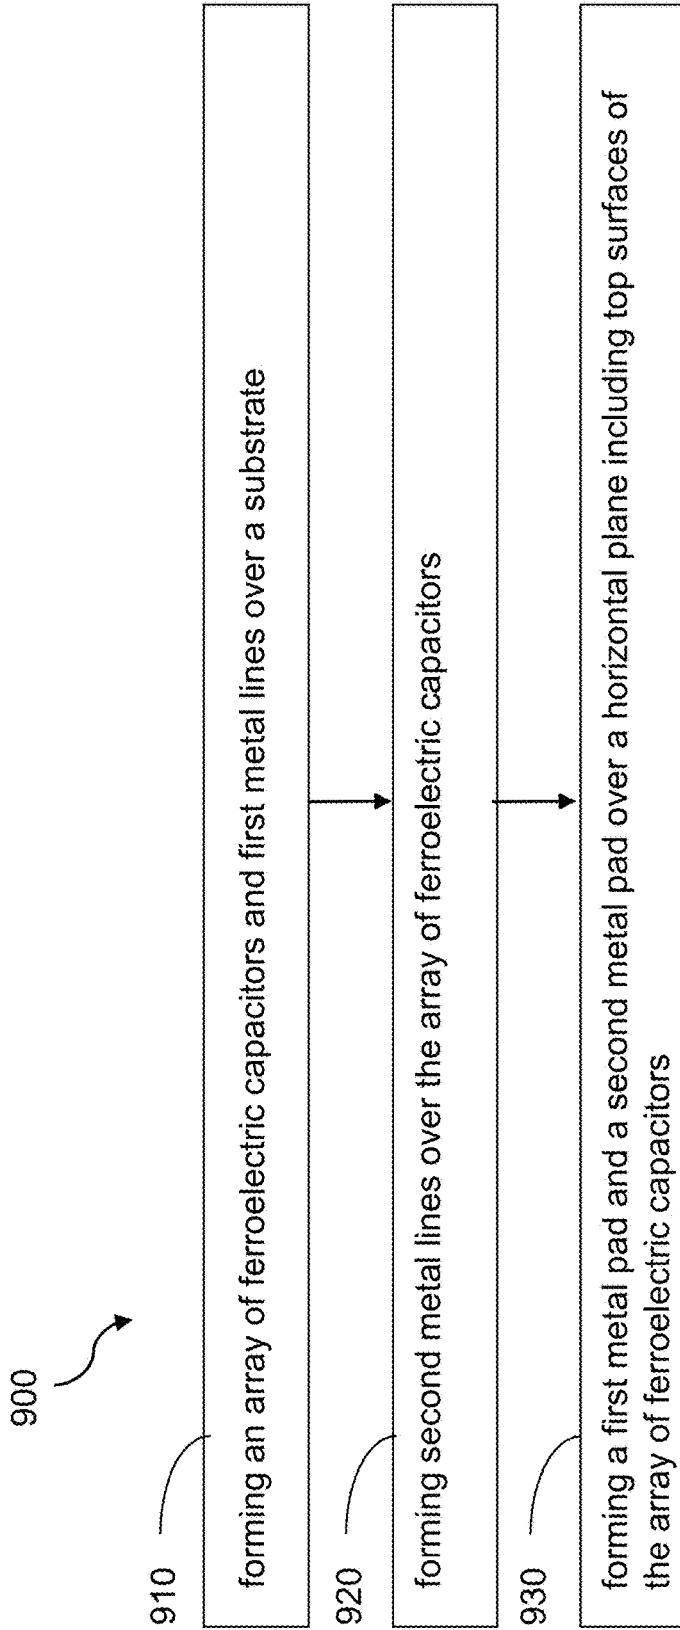 900
910
forming an array of ferroelectric capacitors and first metal lines over a substrate
920
forming second metal lines over the array of ferroelectric capacitors
930
forming a first metal pad and a second metal pad over a horizontal plane including top surfaces of
the array of ferroelectric capacitors